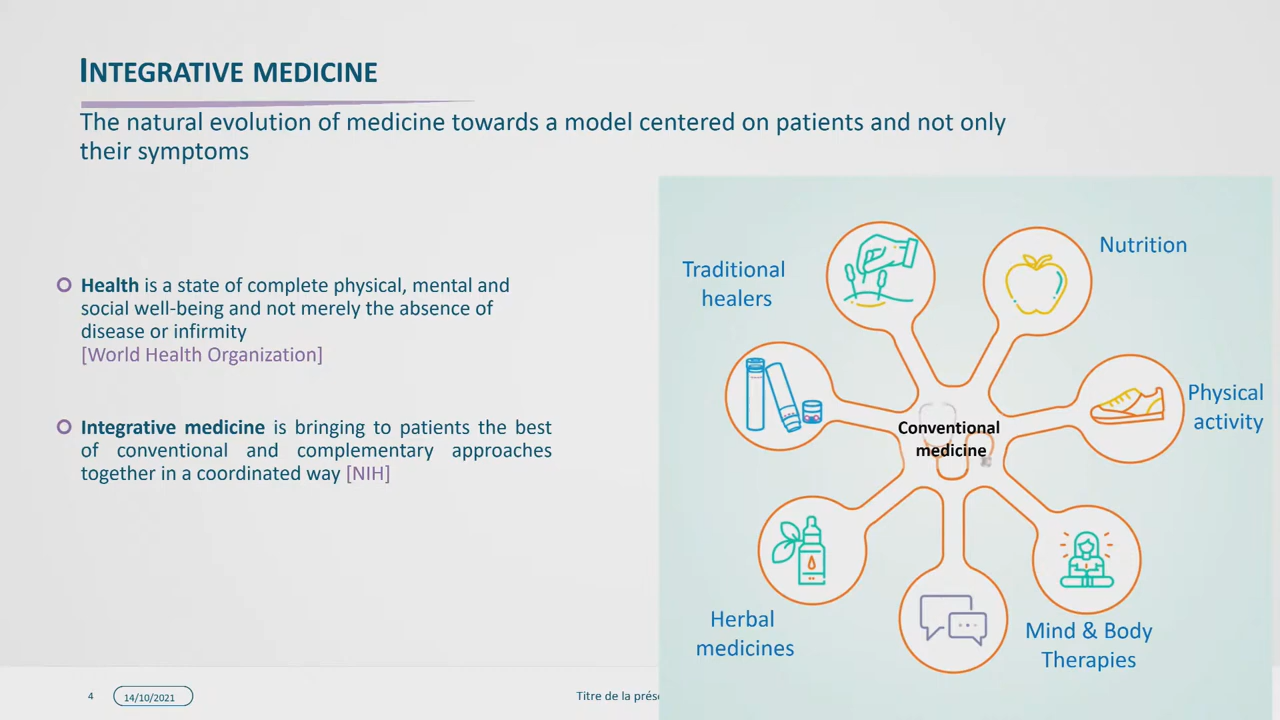 INTEGRATIVE MEDICINE
The natural evolution of medicine towards a model centered on patients and not only
their symptoms
Health is a state of complete physical, mental and
social well-being and not merely the absence of
disease or infirmity
[World Health Organization]
Integrative medicine is bringing to patients the best
of conventional and complementary approaches
together in a coordinated way [NIH]
Traditional
healers
Nutrition
Physical
activity
Conventional
medicine
Herbal
medicines
Mind & Body
Therapies
4
14/10/2021
Titre de la prése